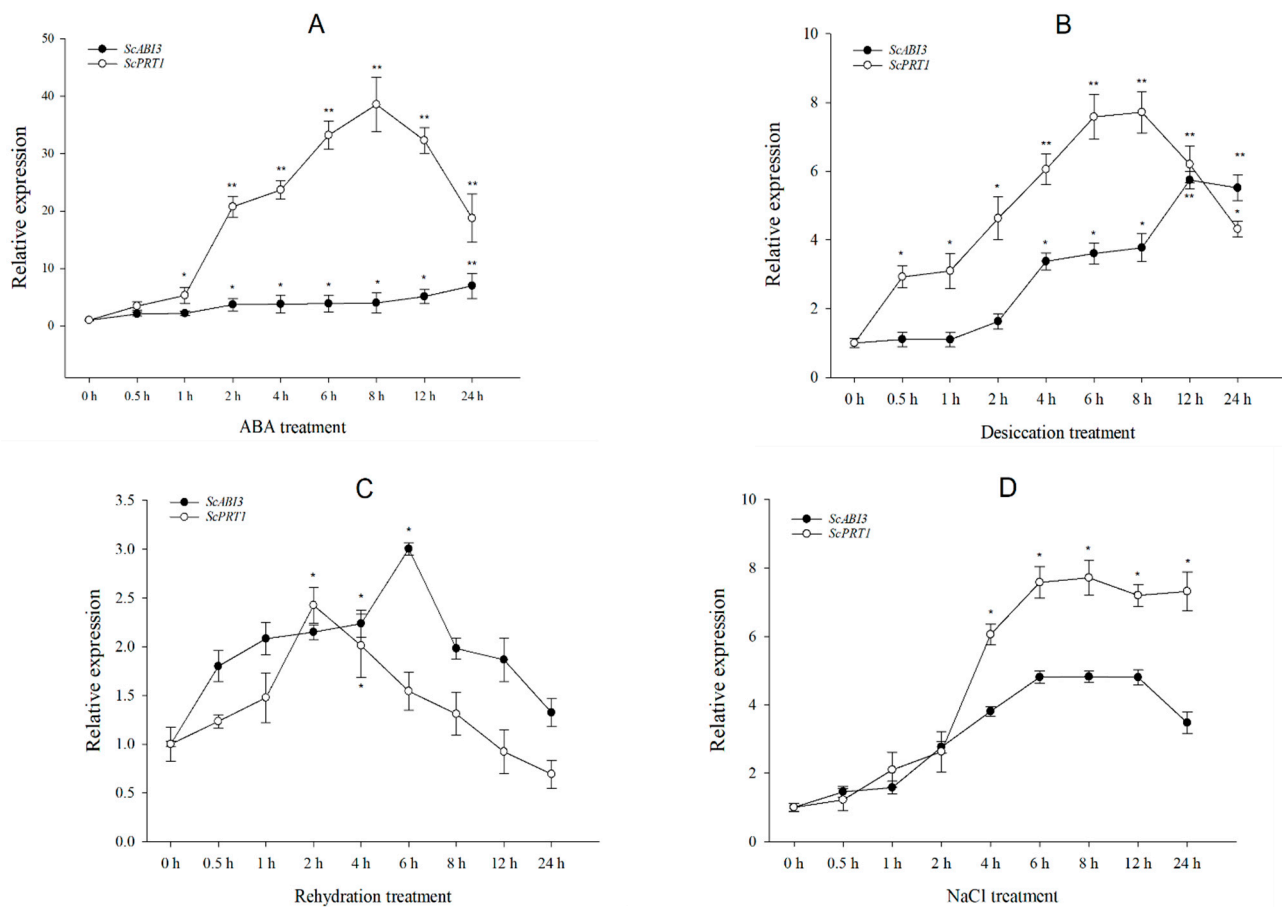 A
ScABI3
ScPRT1
Relative expression
50
40
30
20
10
0
* ** ** ** ** ** **
* * * * * **
0 h 0.5 h 1 h 2 h 4 h 6 h 8 h 12 h 24 h
ABA treatment
B
ScABI3
ScPRT1
Relative expression
10
8
6
4
2
0
* * * ** ** ** ** **
* * * ** *
0 h 0.5 h 1 h 2 h 4 h 6 h 8 h 12 h 24 h
Desiccation treatment
C
ScABI3
ScPRT1
Relative expression
3.5
3.0
2.5
2.0
1.5
1.0
0.5
0.0
* * *
*
0 h 0.5 h 1 h 2 h 4 h 6 h 8 h 12 h 24 h
Rehydration treatment
D
ScABI3
ScPRT1
Relative expression
10
8
6
4
2
0
* * * * *
0 h 0.5 h 1 h 2 h 4 h 6 h 8 h 12 h 24 h
NaCl treatment